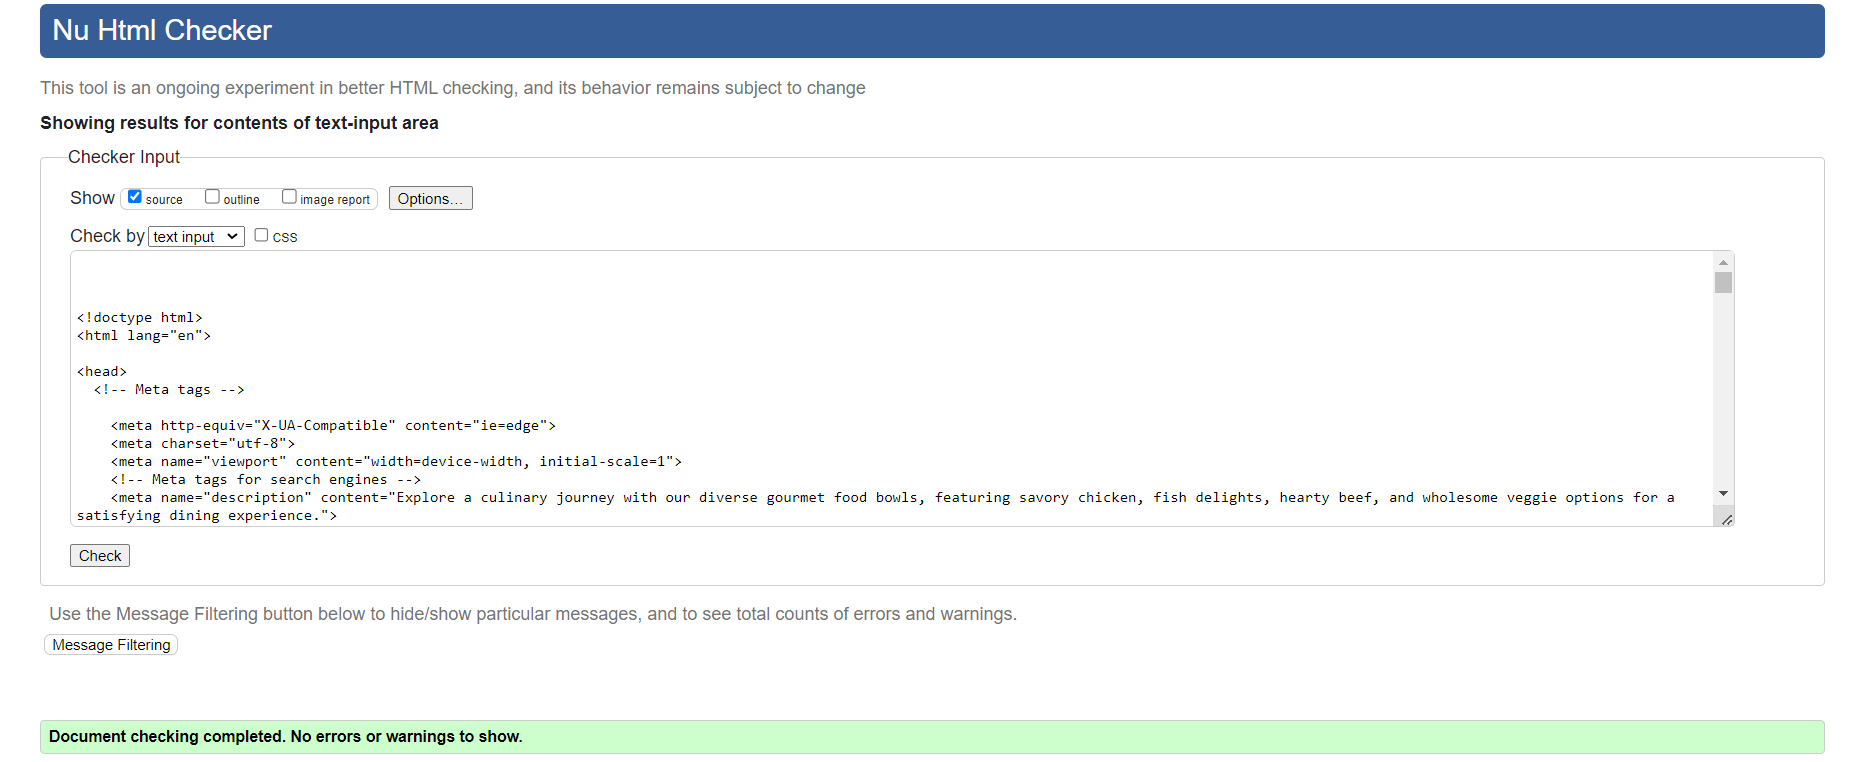 Nu Html Checker
This tool is an ongoing experiment in better HTML checking, and its behavior remains subject to change
Showing results for contents of text-input area
Checker Input
Show source outline image report Options...
Check by text input CSS
<!doctype html>
<html lang="en">
<head>
<!-- Meta tags -->
<meta http-equiv="X-UA-Compatible" content="ie=edge">
<meta charset="utf-8">
<meta name="viewport" content="width=device-width, initial-scale=1">
<!-- Meta tags for search engines -->
<meta name="description" content="Explore a culinary journey with our diverse gourmet food bowls, featuring savory chicken, fish delights, hearty beef, and wholesome veggie options for a
satisfying dining experience.">
Check
Use the Message Filtering button below to hide/show particular messages, and to see total counts of errors and warnings.
Message Filtering
Document checking completed. No errors or warnings to show.